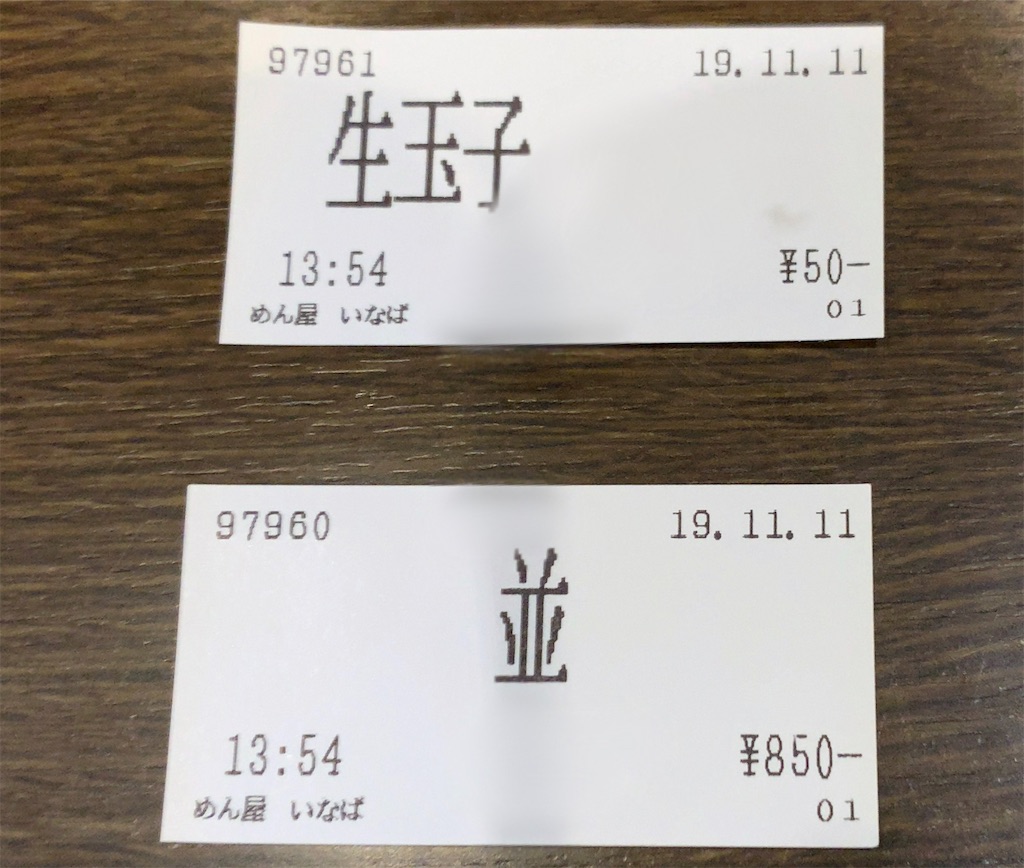 97961 19.11.11
生玉子
13:54 ¥50-
めん屋 いなば 01
97960 19.11.11
並
13:54 ¥850-
めん屋 いなば 01